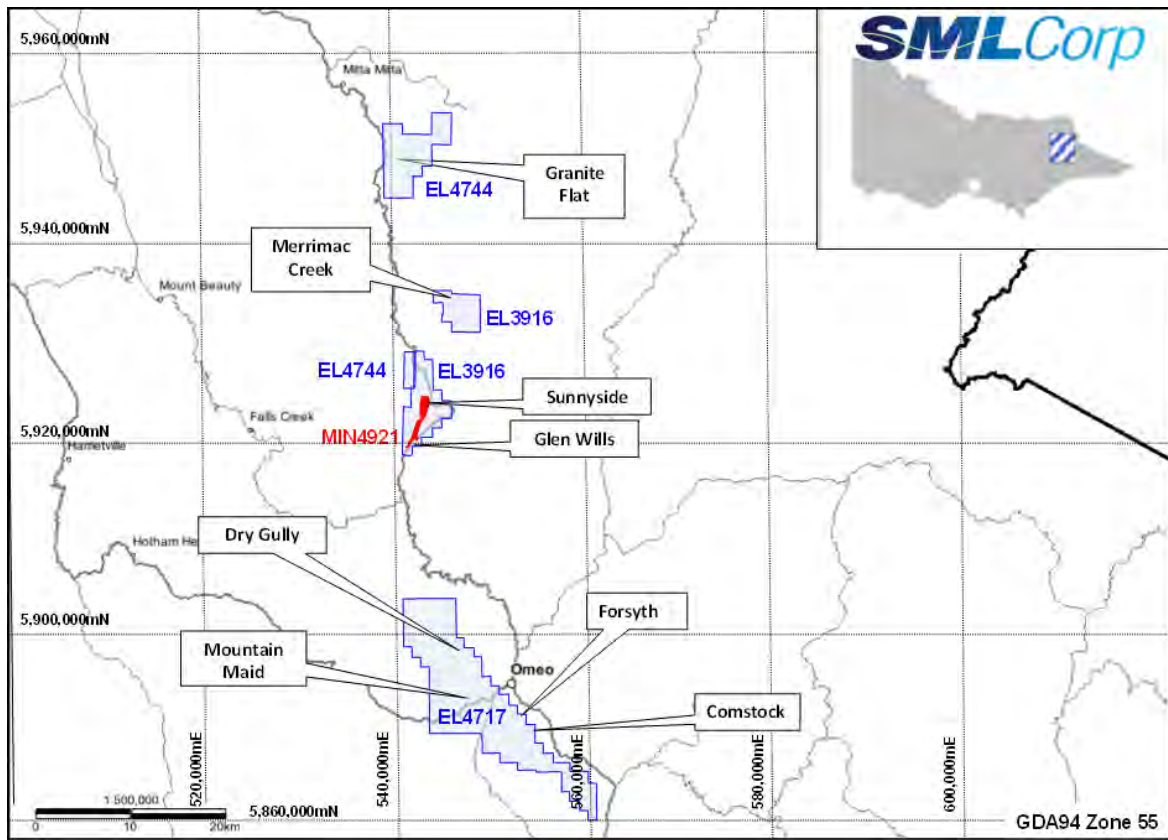 5,960,000mN
SMLCorp
Mitta Mitta
Granite
Flat
EL4744
5,940,000mN
Merrimac
Creek
Mount Beauty
EL3916
EL4744
EL3916
Sunnyside
Falls Creek
MIN4921
Glen Wills
5,920,000mN
Harrietville
Dry Gully
Hotham He
Forsyth
5,900,000mN
Mountain
Maid
Omeo
EL4717
Comstock
520,000mE
540,000mE
560,000mE
580,000mE
600,000mE
1:500,000
5,860,000mN
0
10
20km
GDA94 Zone 55